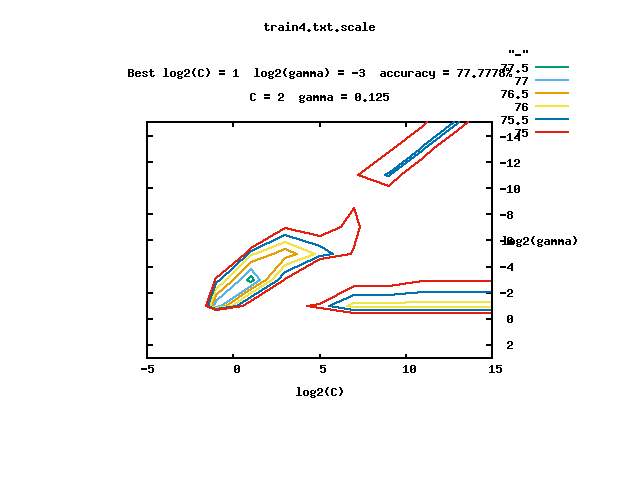 train4.txt.scale
"-"
Best log2(C) = 1 log2(gamma) = -3 accuracy = 77.7778%
C = 2 gamma = 0.125
77.5
77
76.5
76
75.5
75
-14
-12
-10
-8
-6
-4
-2
0
2
log2(gamma)
-5 0 5 10 15
log2(C)